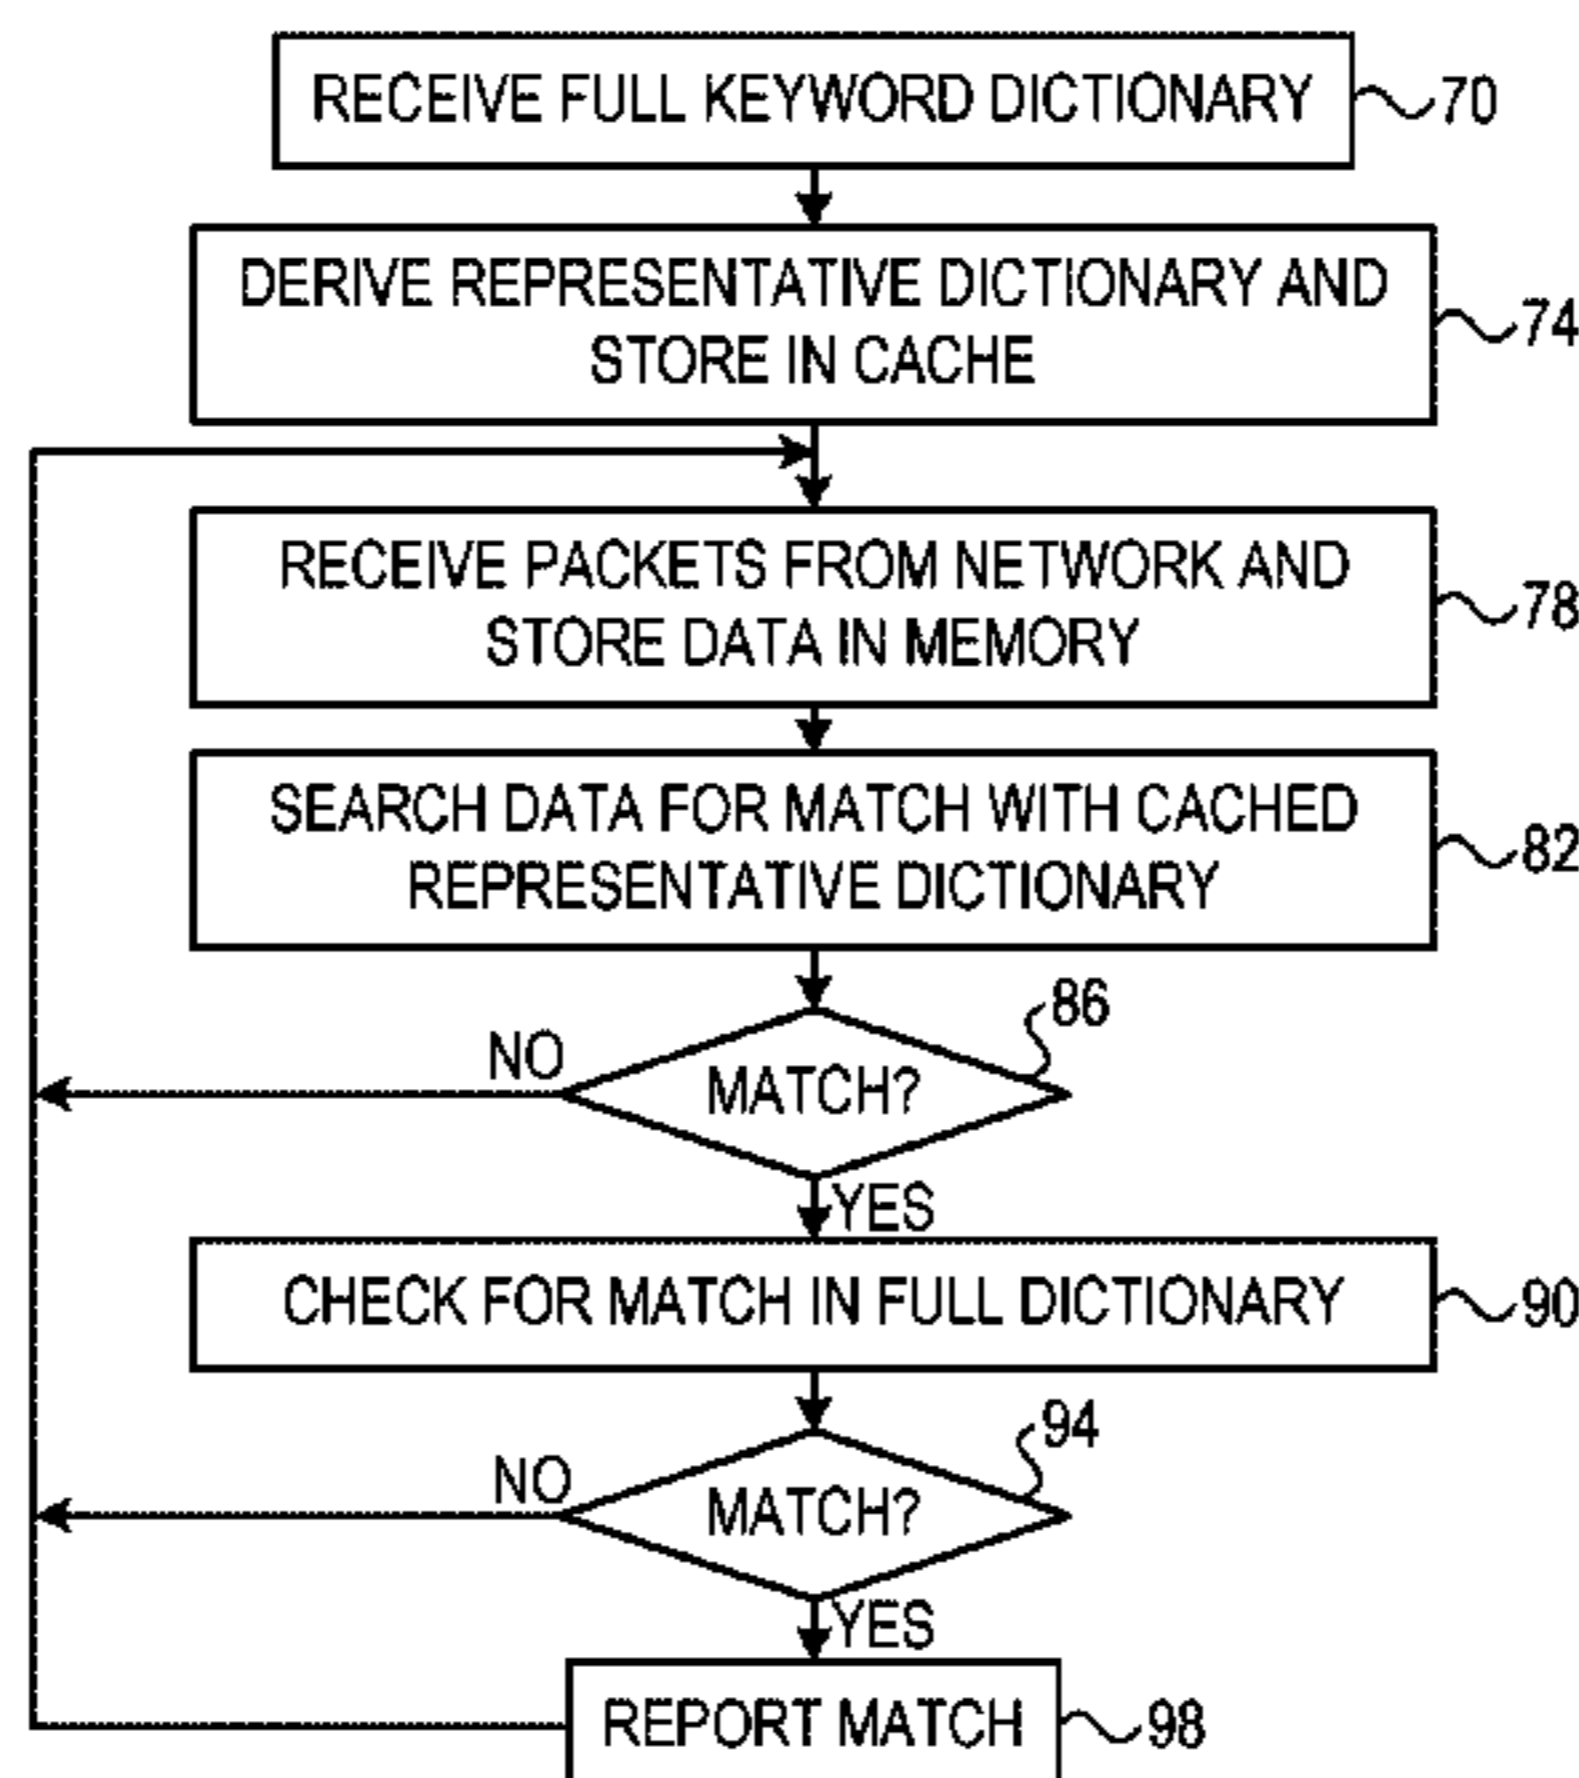 RECEIVE FULL KEYWORD DICTIONARY
70
DERIVE REPRESENTATIVE DICTIONARY AND
STORE IN CACHE
74
RECEIVE PACKETS FROM NETWORK AND
STORE DATA IN MEMORY
78
SEARCH DATA FOR MATCH WITH CACHED
REPRESENTATIVE DICTIONARY
82
86
NO
MATCH?
YES
CHECK FOR MATCH IN FULL DICTIONARY
90
94
NO
MATCH?
YES
REPORT MATCH
98